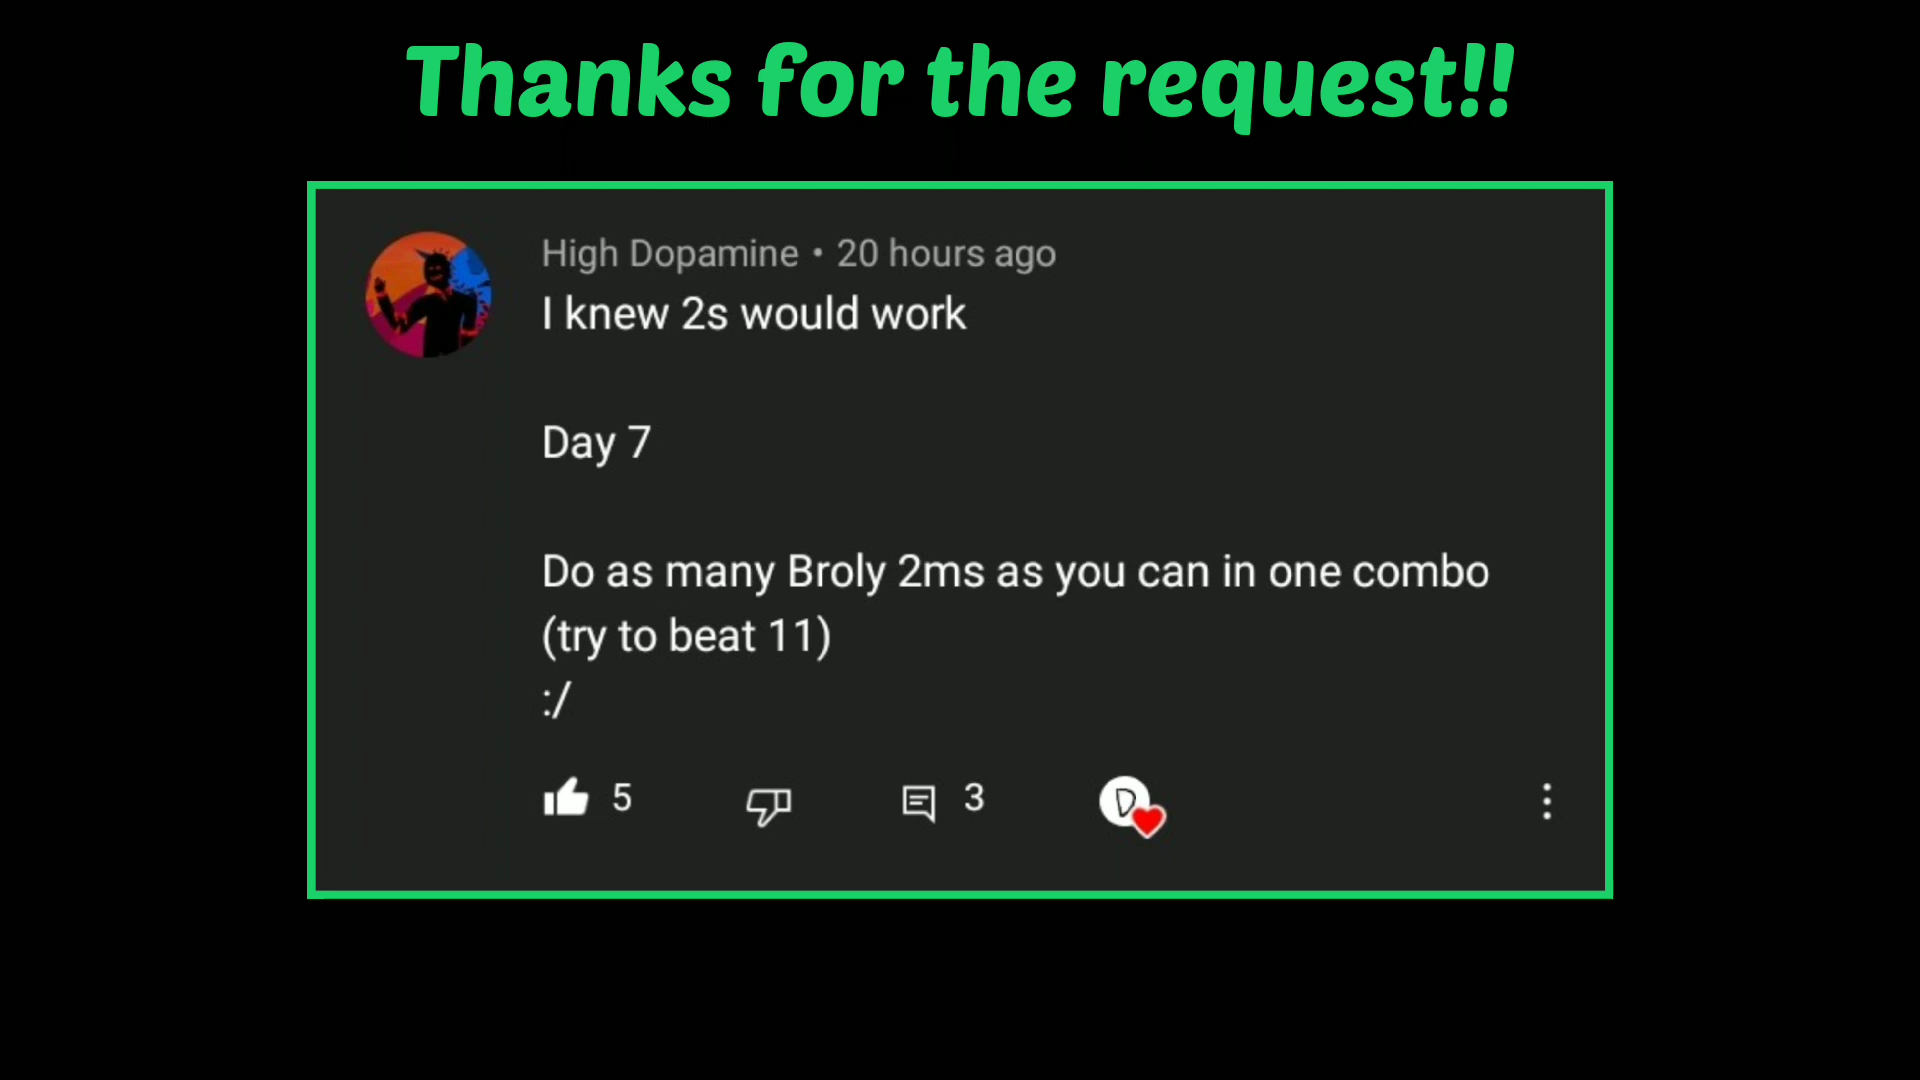 Thanks for the request!!
High Dopamine • 20 hours ago
I knew 2s would work
Day 7
Do as many Broly 2ms as you can in one combo
(try to beat 11)
:/
5
3
D